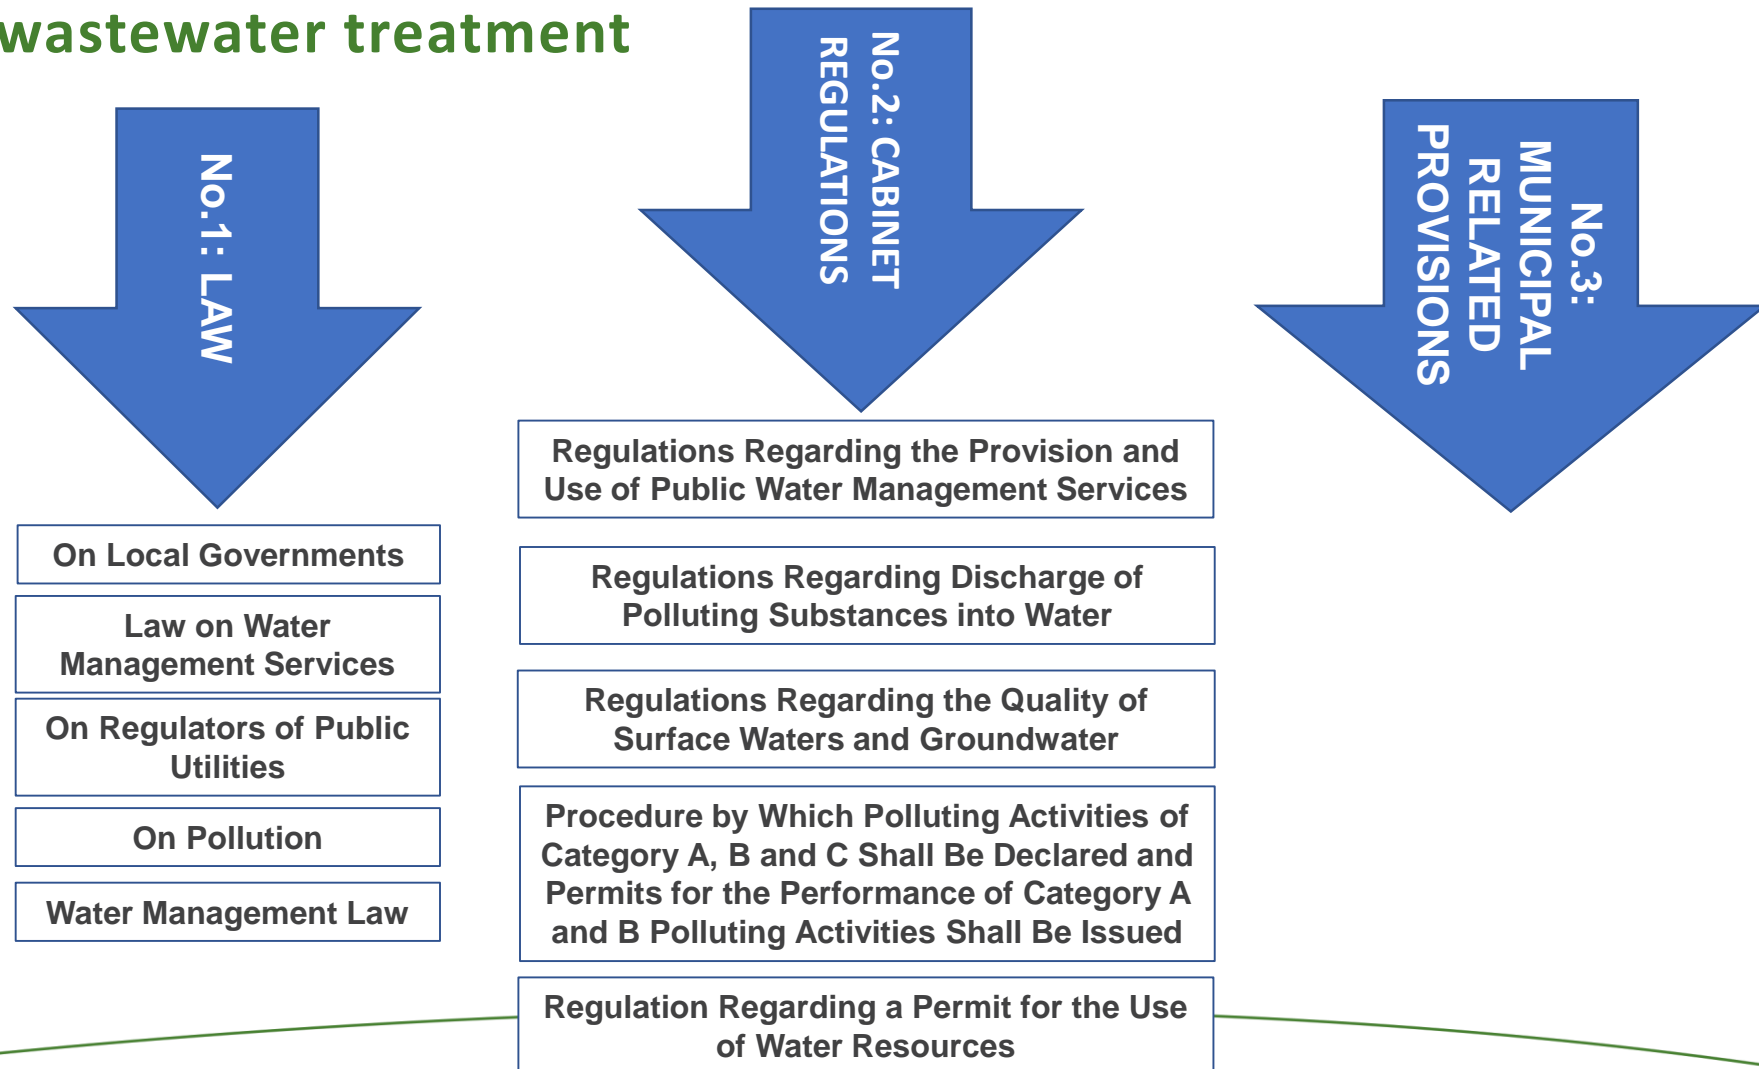 wastewater treatment
No.1: LAW
On Local Governments
Law on Water
Management Services
On Regulators of Public
Utilities
On Pollution
Water Management Law
No.2: CABINET
REGULATIONS
Regulations Regarding the Provision and
Use of Public Water Management Services
Regulations Regarding Discharge of
Polluting Substances into Water
Regulations Regarding the Quality of
Surface Waters and Groundwater
Procedure by Which Polluting Activities of
Category A, B and C Shall Be Declared and
Permits for the Performance of Category A
and B Polluting Activities Shall Be Issued
Regulation Regarding a Permit for the Use
of Water Resources
No.3:
MUNICIPAL
RELATED
PROVISIONS